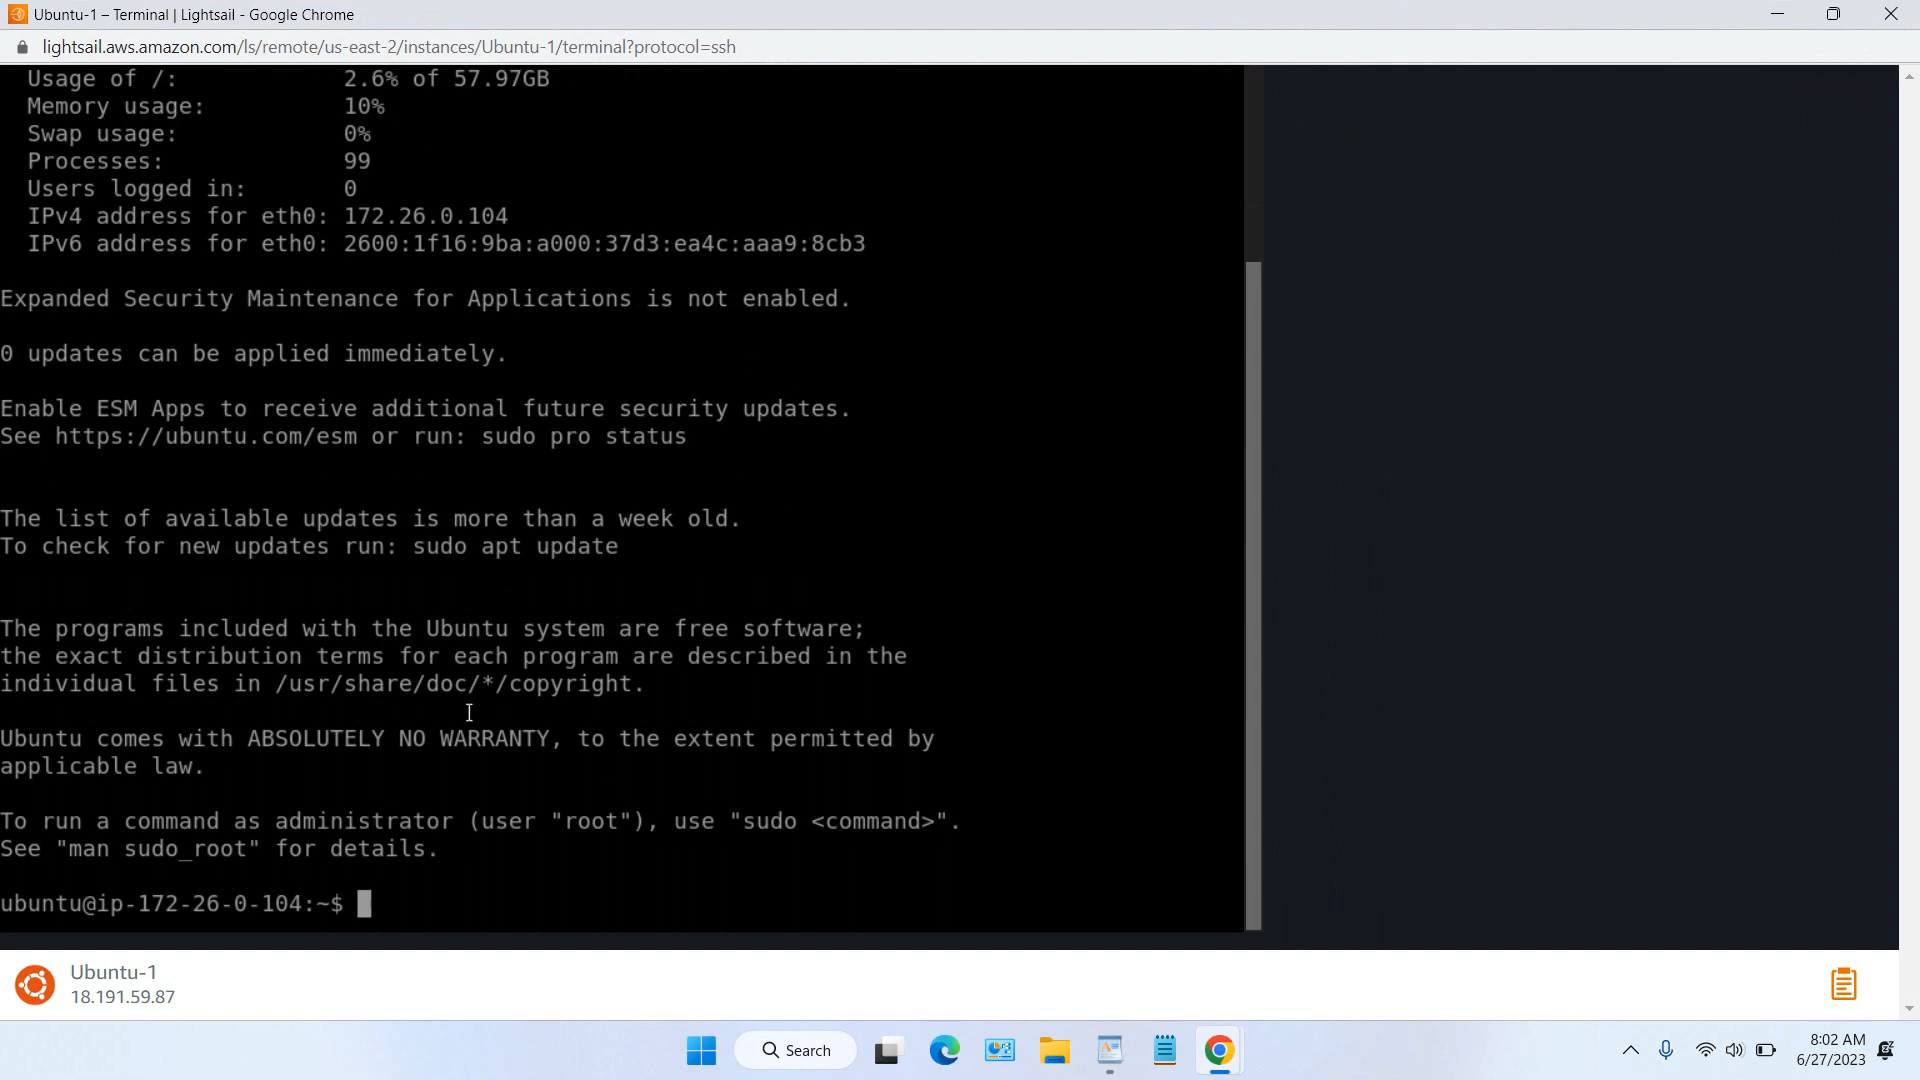 Ubuntu-1 – Terminal | Lightsail - Google Chrome
lightsail.aws.amazon.com/ls/remote/us-east-2/instances/Ubuntu-1/terminal?protocol=ssh
Usage of /: 2.6% of 57.97GB
Memory usage: 10%
Swap usage: 0%
Processes: 99
Users logged in: 0
IPv4 address for eth0: 172.26.0.104
IPv6 address for eth0: 2600:1f16:9ba:a000:37d3:ea4c:aaa9:8cb3
Expanded Security Maintenance for Applications is not enabled.
0 updates can be applied immediately.
Enable ESM Apps to receive additional future security updates.
See https://ubuntu.com/esm or run: sudo pro status
The list of available updates is more than a week old.
To check for new updates run: sudo apt update
The programs included with the Ubuntu system are free software;
the exact distribution terms for each program are described in the
individual files in /usr/share/doc/*/copyright.
Ubuntu comes with ABSOLUTELY NO WARRANTY, to the extent permitted by
applicable law.
To run a command as administrator (user "root"), use "sudo <command>".
See "man sudo_root" for details.
ubuntu@ip-172-26-0-104:~$
Ubuntu-1
18.191.59.87
Search
8:02 AM
6/27/2023